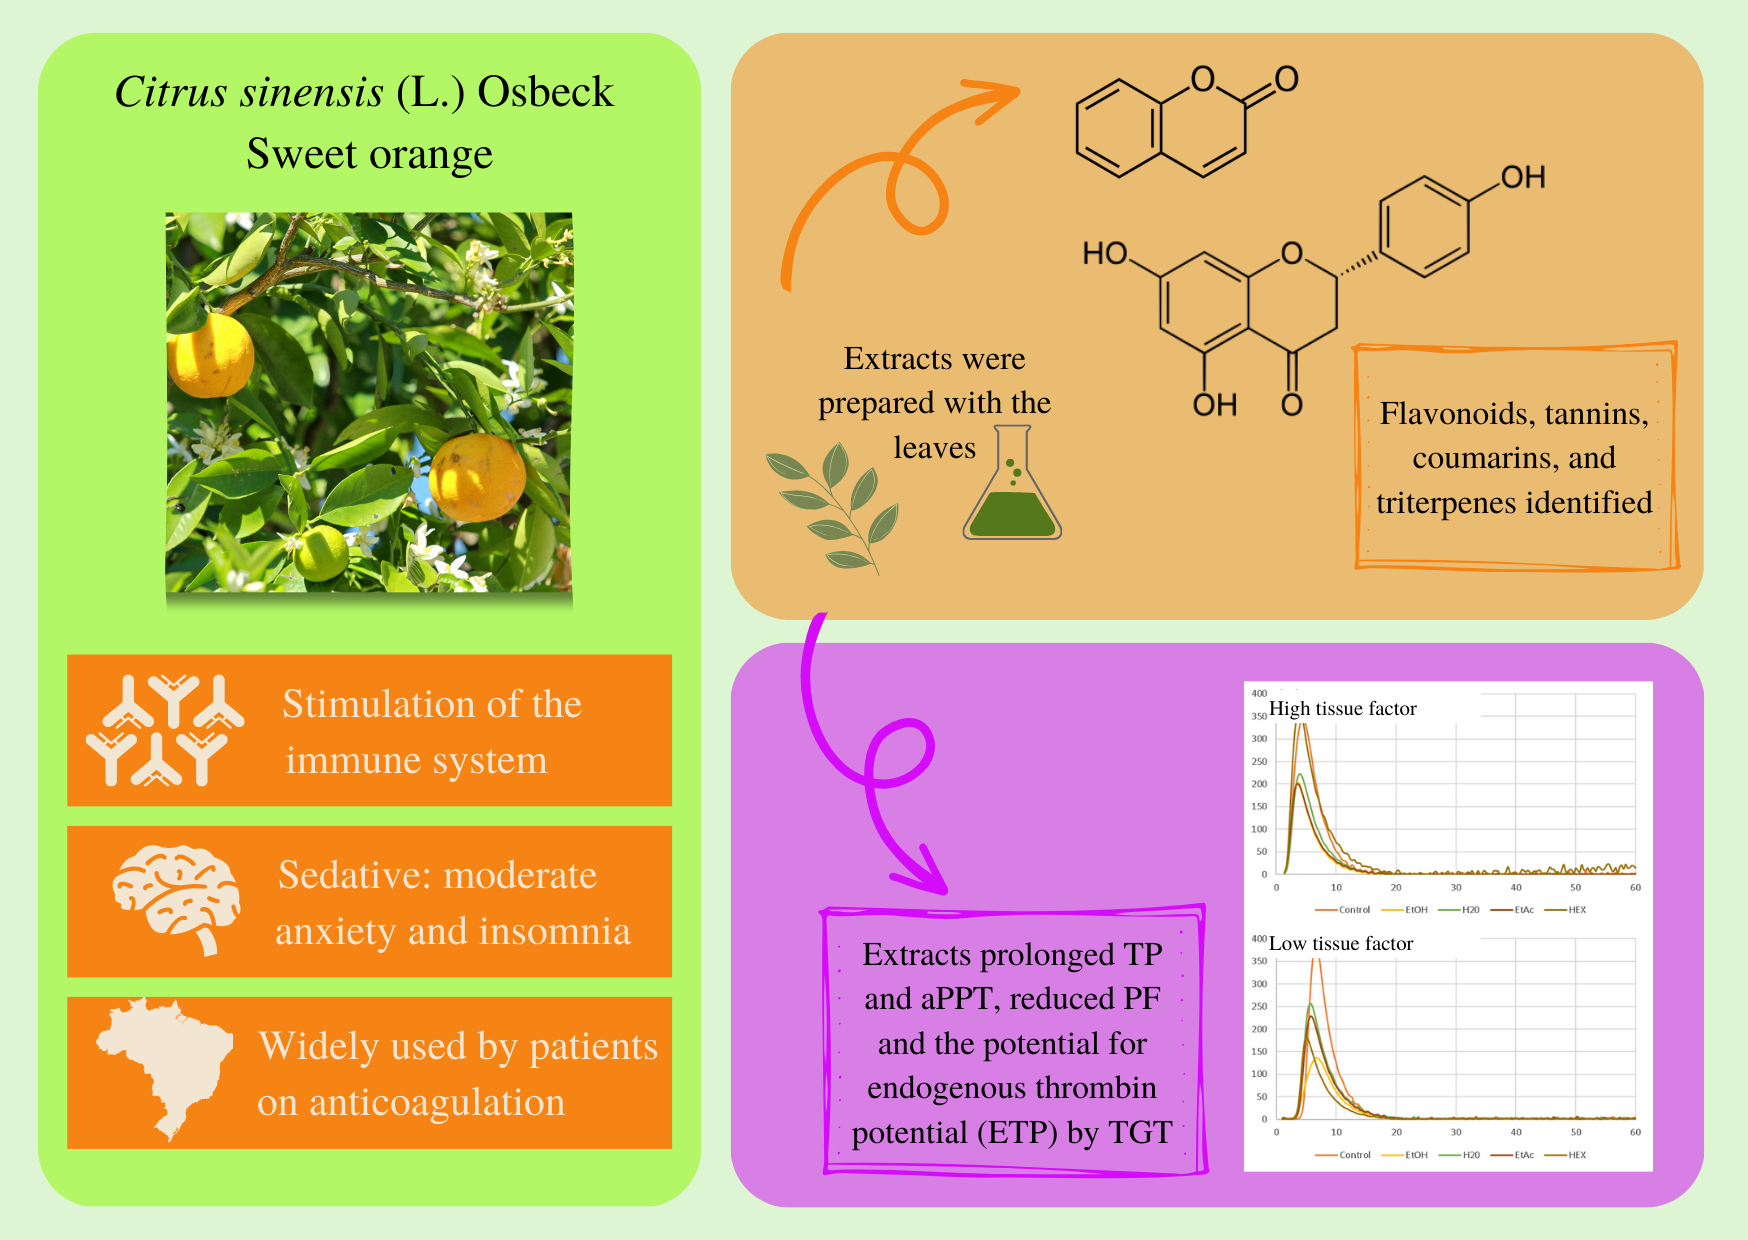 Citrus sinensis (L.) Osbeck
Sweet orange
Stimulation of the
immune system
Sedative: moderate
anxiety and insomnia
Widely used by patients
on anticoagulation
O
O
OH
HO
O
OH
O
Extracts were
prepared with the
leaves
Flavonoids, tannins,
coumarins, and
triterpenes identified
Extracts prolonged TP
and aPPT, reduced PF
and the potential for
endogenous thrombin
potential (ETP) by TGT
High tissue factor
400
350
300
250
200
150
100
50
0
0 10 20 30 40 50 60
Control EtOH H20 EtAc HEX
Low tissue factor
400
350
300
250
200
150
100
50
0
0 10 20 30 40 50 60
Control EtOH H20 EtAc HEX